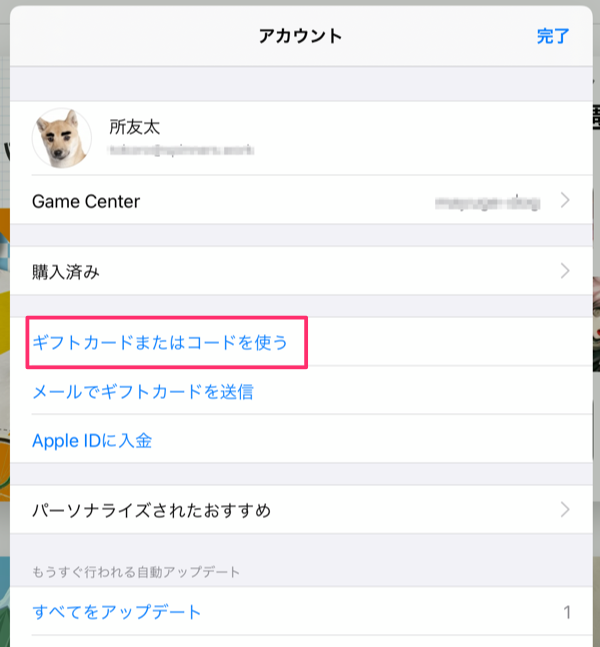 アカウント
完了
所友太
Game Center
購入済み
ギフトカードまたはコードを使う
メールでギフトカードを送信
Apple IDに入金
パーソナライズされたおすすめ
もうすぐ行われる自動アップデート
すべてをアップデート
1